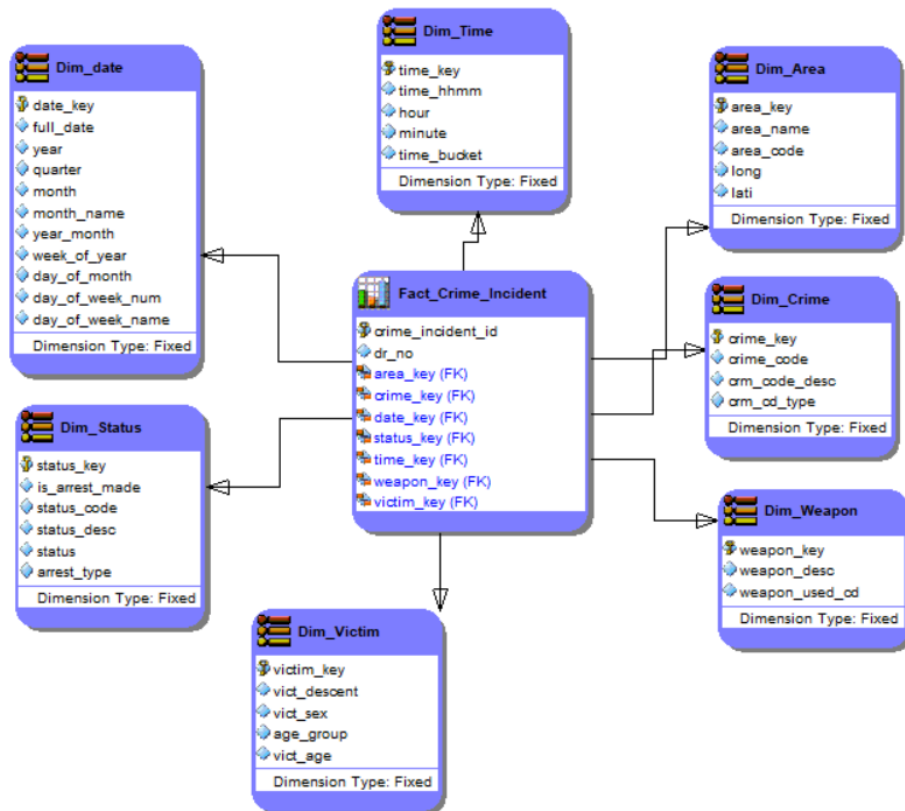 Dim_Time
time_key
time_hhmm
hour
minute
time_bucket
Dimension Type: Fixed
Dim_date
date_key
full_date
year
quarter
month
month_name
year_month
week_of_year
day_of_month
day_of_week_num
day_of_week_name
Dimension Type: Fixed
Dim_Area
area_key
area_name
area_code
long
lati
Dimension Type: Fixed
Fact_Crime_Incident
crime_incident_id
dr_no
area_key (FK)
crime_key (FK)
date_key (FK)
status_key (FK)
time_key (FK)
weapon_key (FK)
victim_key (FK)
Dim_Crime
crime_key
crime_code
crm_code_desc
crm_cd_type
Dimension Type: Fixed
Dim_Status
status_key
is_arrest_made
status_code
status_desc
status
arrest_type
Dimension Type: Fixed
Dim_Weapon
weapon_key
weapon_desc
weapon_used_cd
Dimension Type: Fixed
Dim_Victim
victim_key
vict_descent
vict_sex
age_group
vict_age
Dimension Type: Fixed